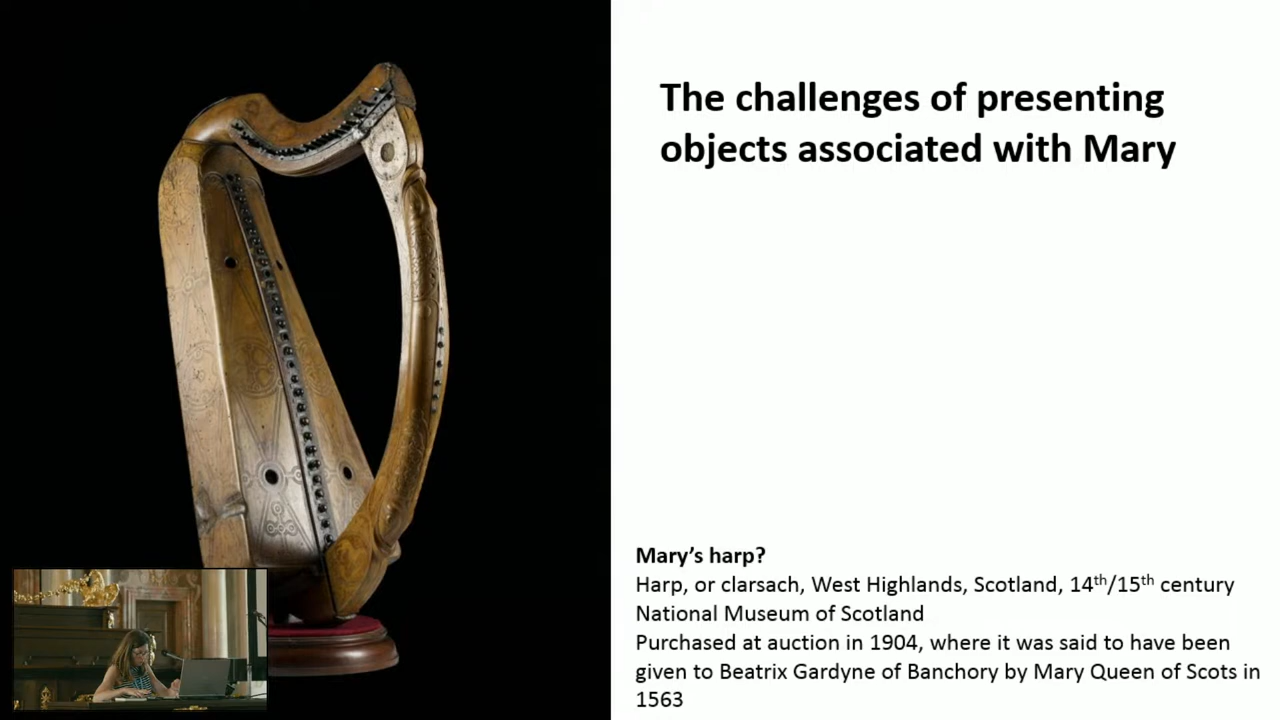 The challenges of presenting
objects associated with Mary
Mary’s harp?
Harp, or clarsach, West Highlands, Scotland, 14th/15th century
National Museum of Scotland
Purchased at auction in 1904, where it was said to have been
given to Beatrix Gardyne of Banchory by Mary Queen of Scots in
1563